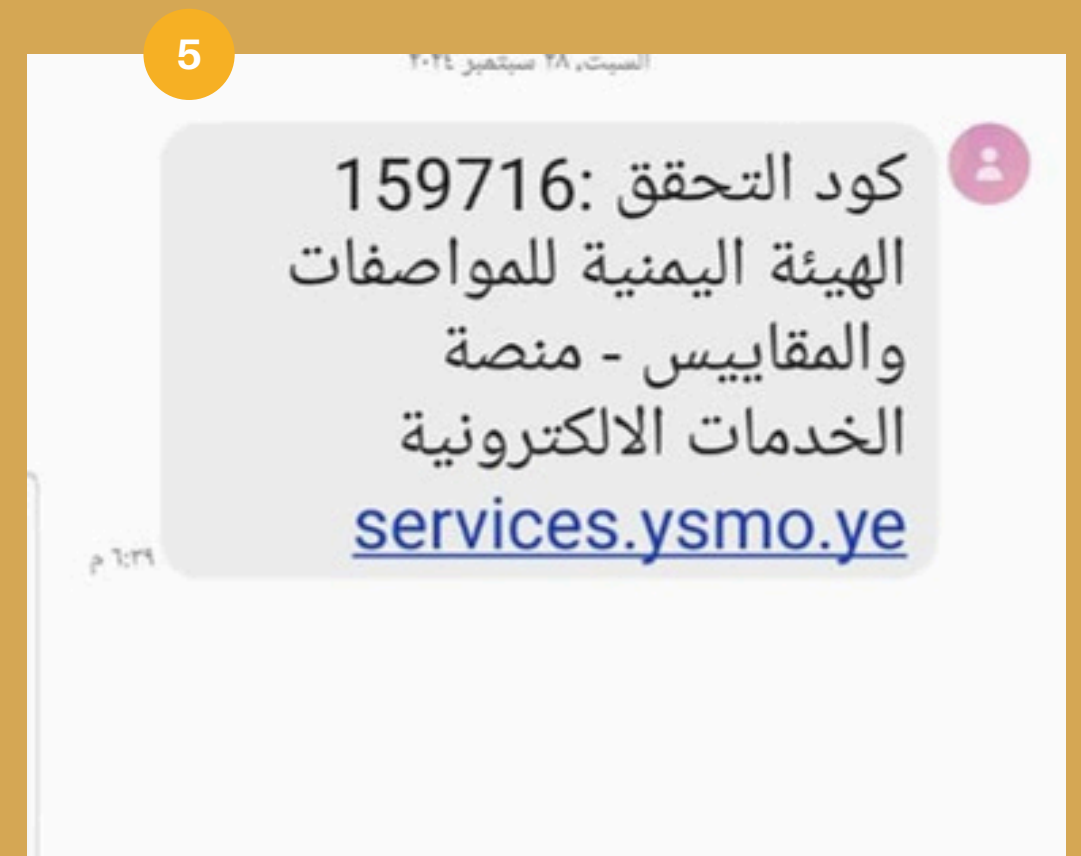 5
السبت، ٢٨ سبتمبر ٢٠٢٤
كود التحقق :159716
الهيئة اليمنية للمواصفات
والمقاييس - منصة
الخدمات الالكترونية
services.ysmo.ye
٦:٣٩ م